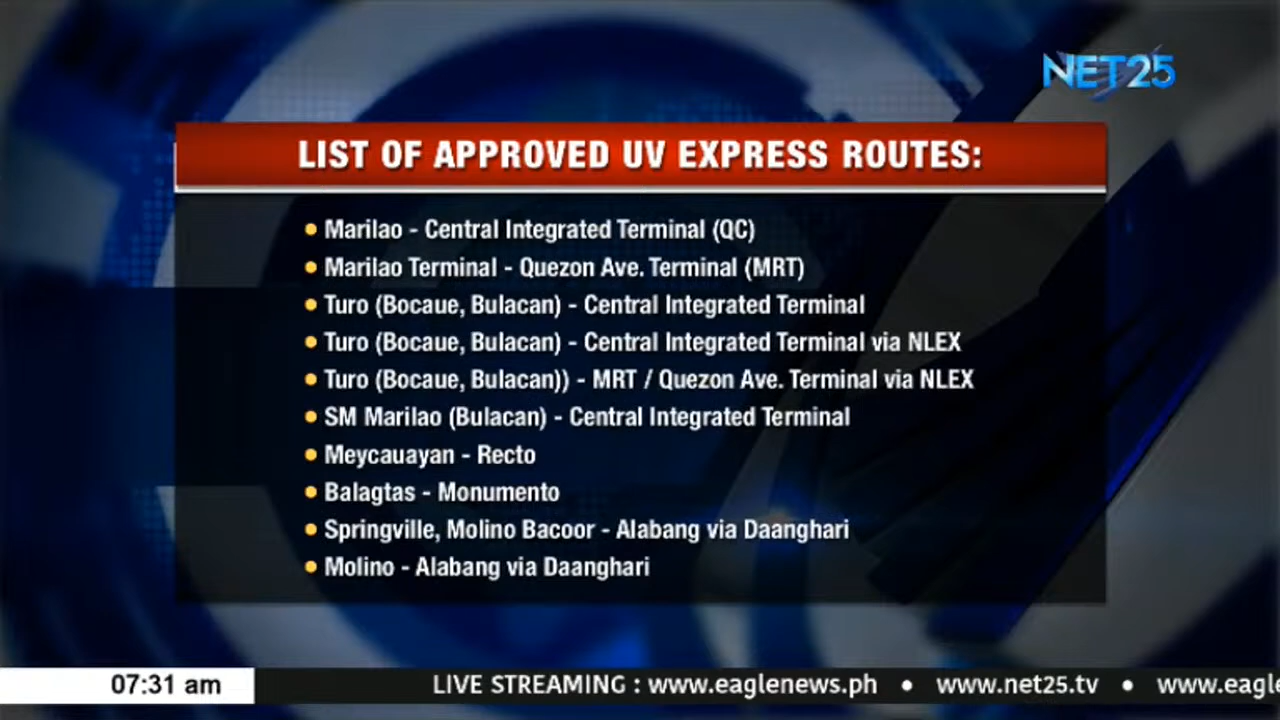 NET25
LIST OF APPROVED UV EXPRESS ROUTES:
• Marilao - Central Integrated Terminal (QC)
• Marilao Terminal - Quezon Ave. Terminal (MRT)
• Turo (Bocaue, Bulacan) - Central Integrated Terminal
• Turo (Bocaue, Bulacan) - Central Integrated Terminal via NLEX
• Turo (Bocaue, Bulacan)) - MRT / Quezon Ave. Terminal via NLEX
• SM Marilao (Bulacan) - Central Integrated Terminal
• Meycauayan - Recto
• Balagtas - Monumento
• Springville, Molino Bacoor - Alabang via Daanghari
• Molino - Alabang via Daanghari
07:31 am LIVE STREAMING : www.eaglenews.ph • www.net25.tv • www.eagle